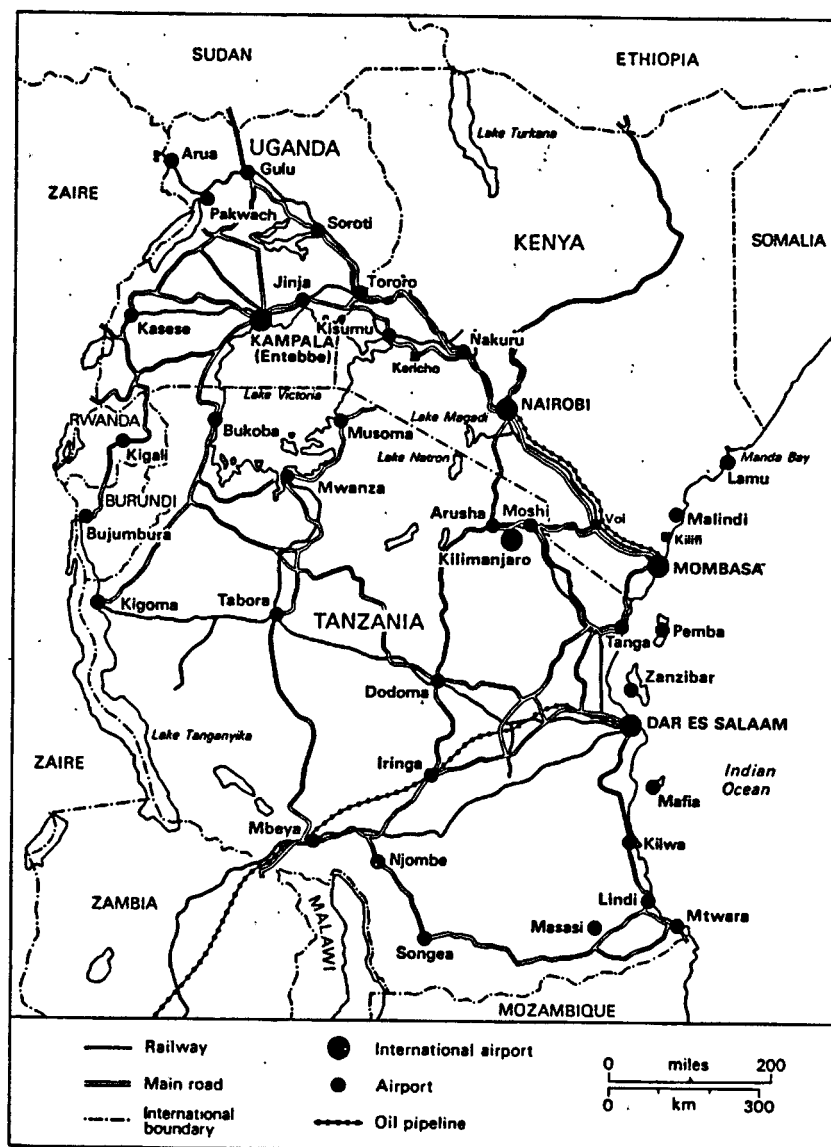 SUDAN
ETHIOPIA
Lake Turkana
UGANDA
Arua
Gulu
ZAIRE
Pakwach
Soroti
KENYA
SOMALIA
Jinja
Tororo
Kasese
KAMPALA
(Entebbe)
Kisumu
Nakuru
Kericho
Lake Victoria
NAIROBI
RWANDA
Lake Magadi
Bukoba
Musoma
Kigali
Lake Natron
Manda Bay
Lamu
Mwanza
BURUNDI
Bujumbura
Arusha
Moshi
Voi
Malindi
Kilifi
Kilimanjaro
MOMBASA
Kigoma
Tabora
TANZANIA
Tanga
Pemba
Zanzibar
Dodoma
DAR ES SALAAM
Lake Tanganyika
ZAIRE
Iringa
Indian
Ocean
Mafia
Mbeya
Kilwa
Njombe
ZAMBIA
MALAWI
Lindi
Mtwara
Masasi
Songea
MOZAMBIQUE
Railway
International airport
0 miles 200
Main road
Airport
0 km 300
International
boundary
Oil pipeline